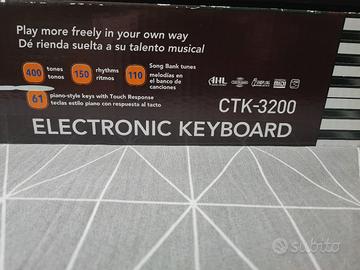 Play more freely in your own way
Dé rienda suelta a su talento musical
400 tones
tonos
150 rhythms
ritmos
110 Song Bank tunes
melodías en
el banco de
canciones
61 piano-style keys with Touch Response
teclas estilo piano con respuesta al tacto
AHL
CTK-3200
ELECTRONIC KEYBOARD
subito